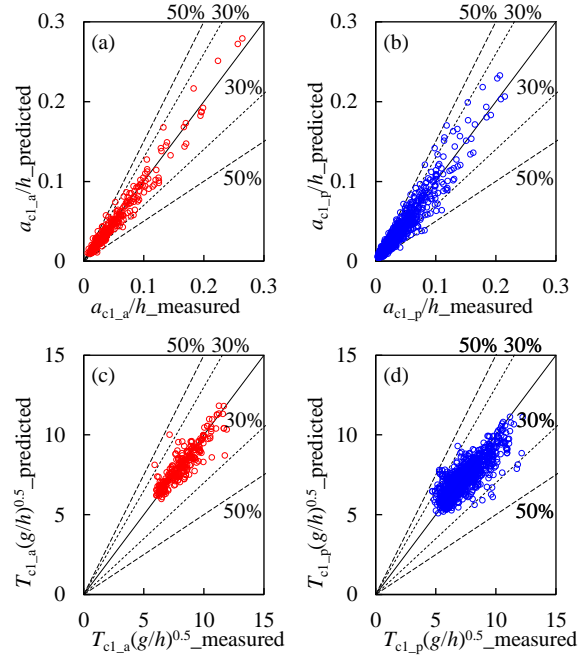 50% 30%
50% 30%
0.3
(a)
30%
0.2
0.1
50%
0
0 0.1 0.2 0.3
a_c1_a/h_predicted
a_c1_a/h_measured
0.3
(b)
30%
0.2
0.1
50%
0
0 0.1 0.2 0.3
a_c1_p/h_predicted
a_c1_p/h_measured
50% 30%
50% 30%
15
(c)
30%
10
5
50%
0
0 5 10 15
T_c1_a(g/h)^0.5_predicted
T_c1_a(g/h)^0.5_measured
15
(d)
30%
10
5
50%
0
0 5 10 15
T_c1_p(g/h)^0.5_predicted
T_c1_p(g/h)^0.5_measured